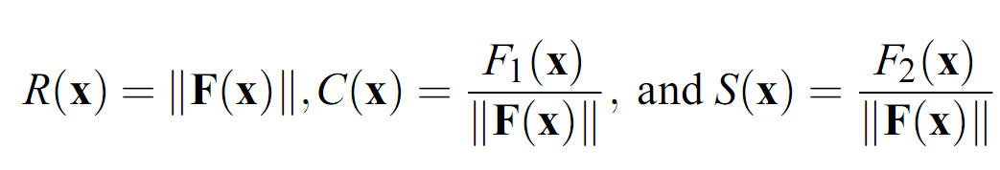 R(𝐱) = ‖𝐅(𝐱)‖, C(𝐱) = F₁(𝐱) / ‖𝐅(𝐱)‖, and S(𝐱) = F₂(𝐱) / ‖𝐅(𝐱)‖